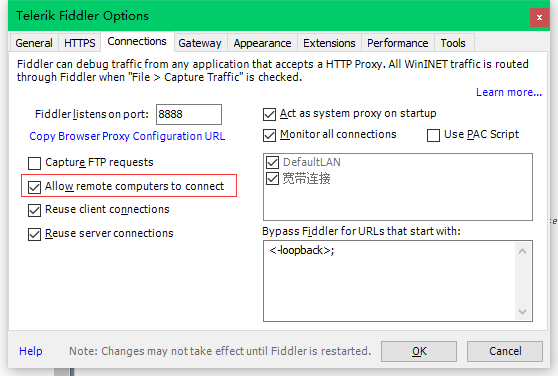 Telerik Fiddler Options
General HTTPS Connections Gateway Appearance Extensions Performance Tools
Fiddler can debug traffic from any application that accepts a HTTP Proxy. All WinINET traffic is routed
through Fiddler when "File > Capture Traffic" is checked.
Learn more...
Fiddler listens on port: 8888
Copy Browser Proxy Configuration URL
Capture FTP requests
Allow remote computers to connect
Reuse client connections
Reuse server connections
Act as system proxy on startup
Monitor all connections Use PAC Script
DefaultLAN
宽带连接
Bypass Fiddler for URLs that start with:
<-loopback>;
Help Note: Changes may not take effect until Fiddler is restarted. OK Cancel